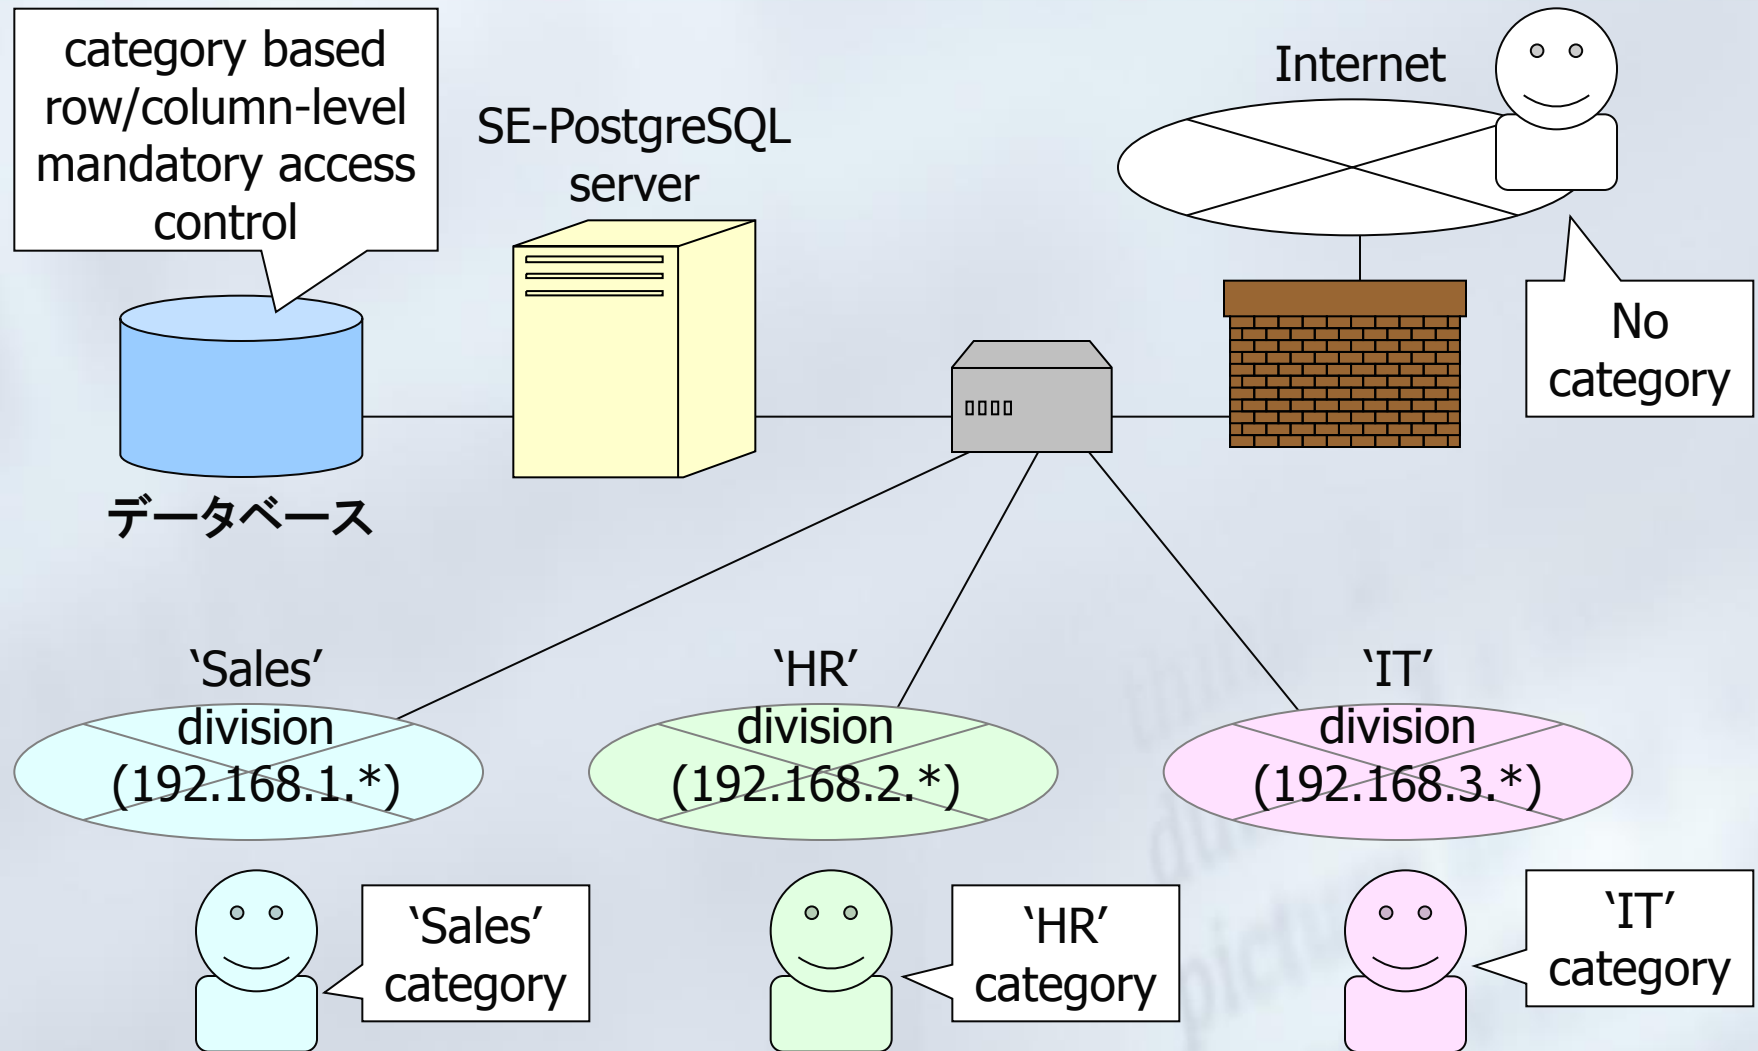 category based
row/column-level
mandatory access
control
SE-PostgreSQL
server
Internet
No
category
データベース
‘Sales’
division
(192.168.1.*)
‘HR’
division
(192.168.2.*)
‘IT’
division
(192.168.3.*)
‘Sales’
category
‘HR’
category
‘IT’
category